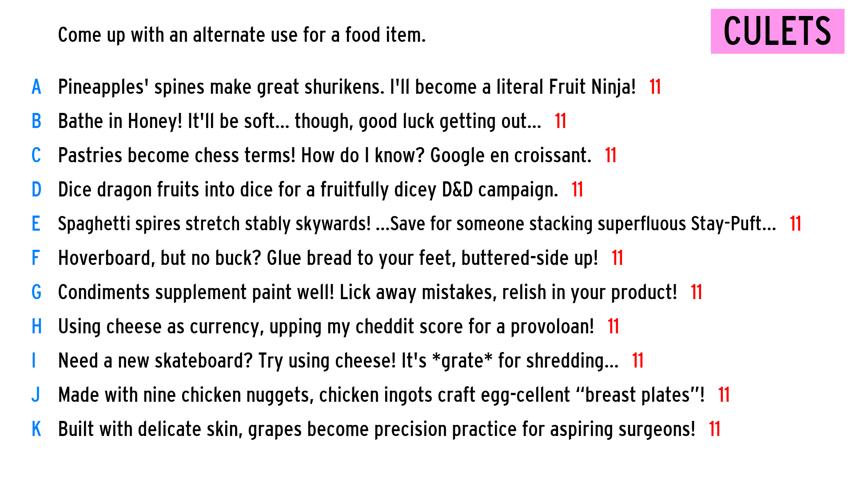 CULETS
Come up with an alternate use for a food item.
A Pineapples' spines make great shurikens. I'll become a literal Fruit Ninja! 11
B Bathe in Honey! It'll be soft... though, good luck getting out... 11
C Pastries become chess terms! How do I know? Google en croissant. 11
D Dice dragon fruits into dice for a fruitfully dicey D&D campaign. 11
E Spaghetti spires stretch stably skywards! ...Save for someone stacking superfluous Stay-Puft... 11
F Hoverboard, but no buck? Glue bread to your feet, buttered-side up! 11
G Condiments supplement paint well! Lick away mistakes, relish in your product! 11
H Using cheese as currency, upping my cheddit score for a provoloan! 11
I Need a new skateboard? Try using cheese! It's *grate* for shredding... 11
J Made with nine chicken nuggets, chicken ingots craft egg-cellent “breast plates”! 11
K Built with delicate skin, grapes become precision practice for aspiring surgeons! 11